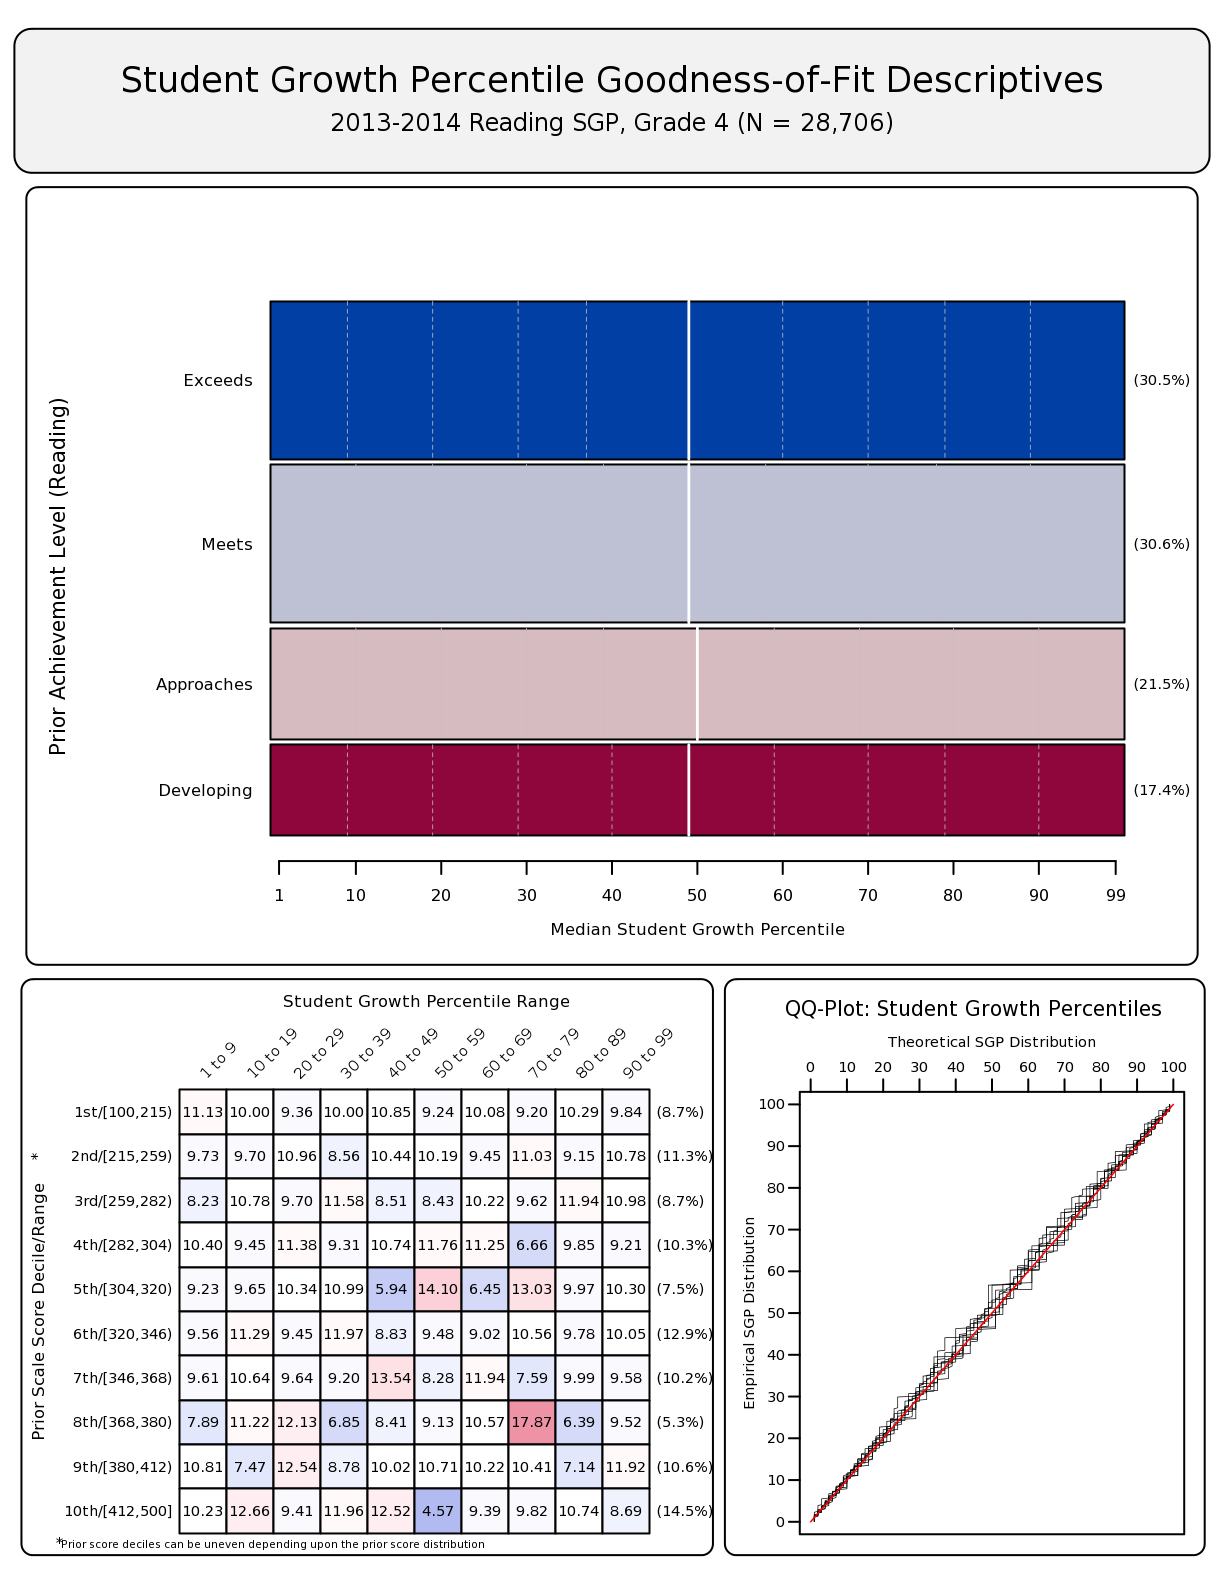 Student Growth Percentile Goodness-of-Fit Descriptives
2013-2014 Reading SGP, Grade 4 (N = 28,706)
Prior Achievement Level (Reading)
Exceeds (30.5%)
Meets (30.6%)
Approaches (21.5%)
Developing (17.4%)
1 10 20 30 40 50 60 70 80 90 99
Median Student Growth Percentile
Student Growth Percentile Range
1 to 9 10 to 19 20 to 29 30 to 39 40 to 49 50 to 59 60 to 69 70 to 79 80 to 89 90 to 99
Prior Scale Score Decile/Range *
1st/[100,215) 11.13 10.00 9.36 10.00 10.85 9.24 10.08 9.20 10.29 9.84 (8.7%)
2nd/[215,259) 9.73 9.70 10.96 8.56 10.44 10.19 9.45 11.03 9.15 10.78 (11.3%)
3rd/[259,282) 8.23 10.78 9.70 11.58 8.51 8.43 10.22 9.62 11.94 10.98 (8.7%)
4th/[282,304) 10.40 9.45 11.38 9.31 10.74 11.76 11.25 6.66 9.85 9.21 (10.3%)
5th/[304,320) 9.23 9.65 10.34 10.99 5.94 14.10 6.45 13.03 9.97 10.30 (7.5%)
6th/[320,346) 9.56 11.29 9.45 11.97 8.83 9.48 9.02 10.56 9.78 10.05 (12.9%)
7th/[346,368) 9.61 10.64 9.64 9.20 13.54 8.28 11.94 7.59 9.99 9.58 (10.2%)
8th/[368,380) 7.89 11.22 12.13 6.85 8.41 9.13 10.57 17.87 6.39 9.52 (5.3%)
9th/[380,412) 10.81 7.47 12.54 8.78 10.02 10.71 10.22 10.41 7.14 11.92 (10.6%)
10th/[412,500] 10.23 12.66 9.41 11.96 12.52 4.57 9.39 9.82 10.74 8.69 (14.5%)
*Prior score deciles can be uneven depending upon the prior score distribution
QQ-Plot: Student Growth Percentiles
Theoretical SGP Distribution
0 10 20 30 40 50 60 70 80 90 100
Empirical SGP Distribution
100
90
80
70
60
50
40
30
20
10
0